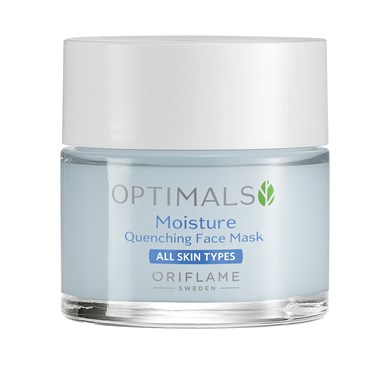 OPTIMALS
Moisture
Quenching Face Mask
ALL SKIN TYPES
ORIFLAME
SWEDEN